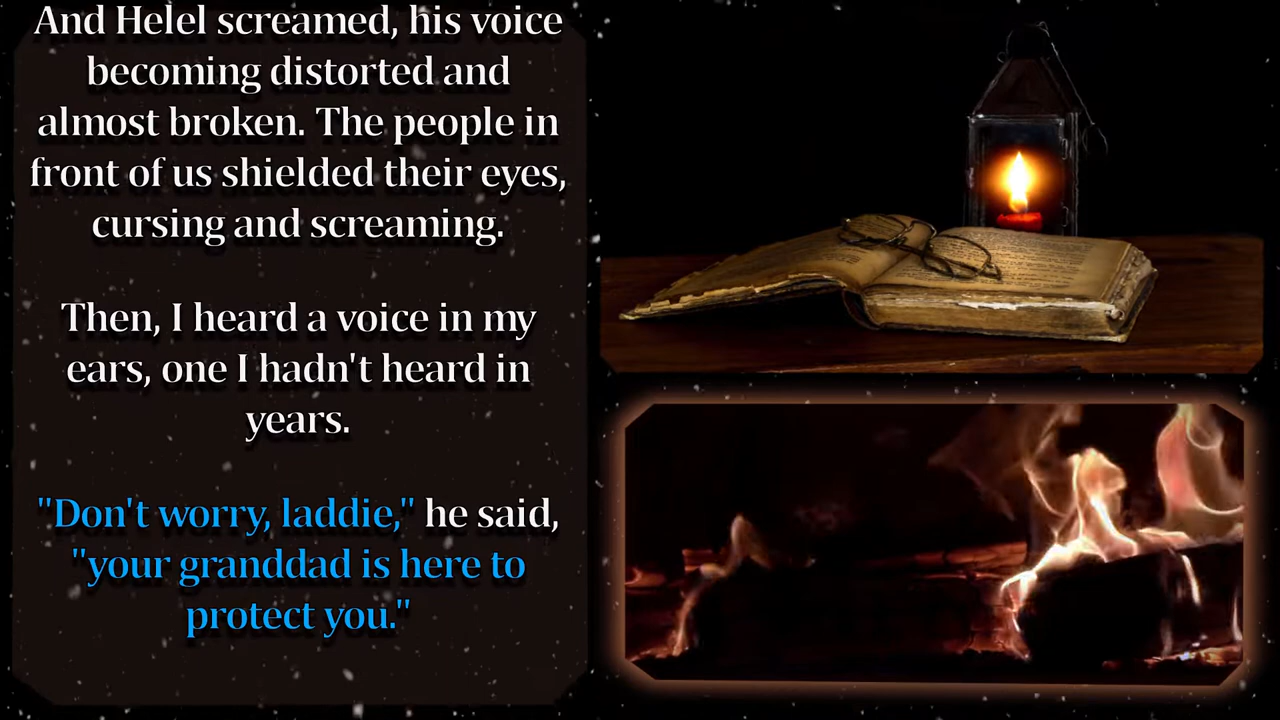 And Helel screamed, his voice
becoming distorted and
almost broken. The people in
front of us shielded their eyes,
cursing and screaming.
Then, I heard a voice in my
ears, one I hadn't heard in
years.
"Don't worry, laddie," he said,
"your granddad is here to
protect you."